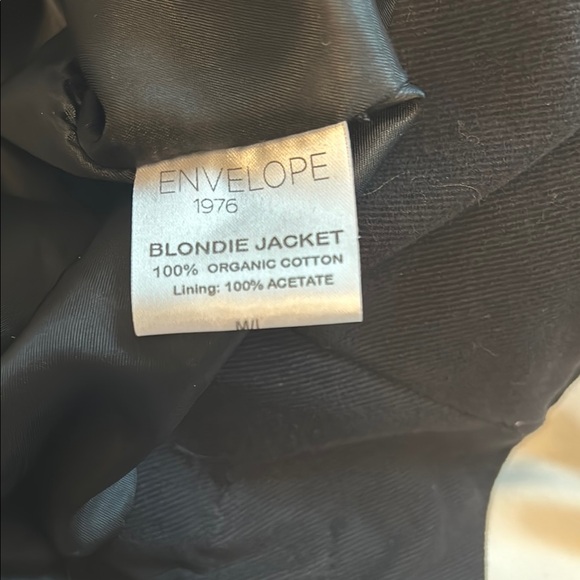 ENVELOPE
1976
BLONDIE JACKET
100% ORGANIC COTTON
Lining: 100% ACETATE
M/L